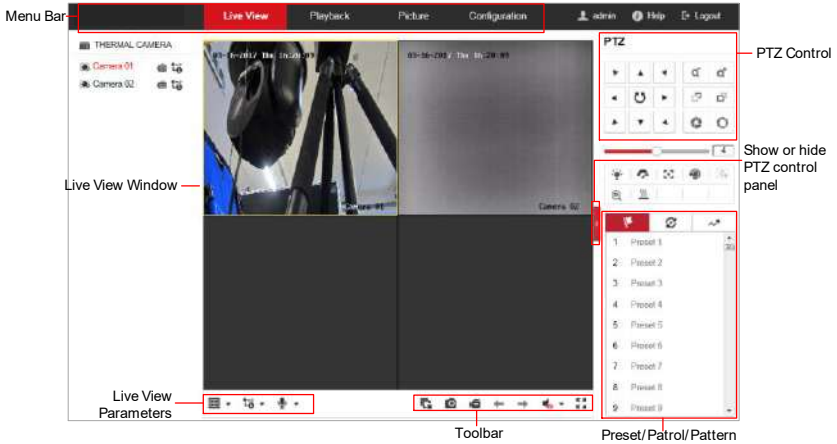 Menu Bar
Live View Playback Picture Configuration admin Help Logout
THERMAL CAMERA
Camera 01
Camera 02
Camera 01
Camera 02
PTZ
PTZ Control
4
Show or hide
PTZ control
panel
Live View Window
1 Preset 1
2 Preset 2
3 Preset 3
4 Preset 4
5 Preset 5
6 Preset 6
7 Preset 7
8 Preset 8
9 Preset 9
Live View
Parameters
Toolbar
Preset/Patrol/Pattern